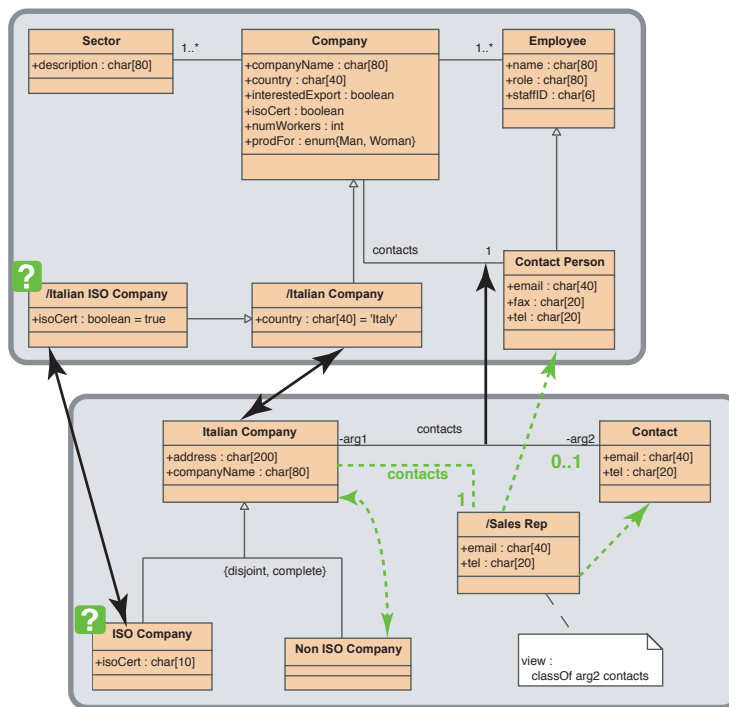 Sector
+description : char[80]
1..*
Company
+companyName : char[80]
+country : char[40]
+interestedExport : boolean
+isoCert : boolean
+numWorkers : int
+prodFor : enum{Man, Woman}
1..*
Employee
+name : char[80]
+role : char[80]
+staffID : char[6]
contacts
1
Contact Person
+email : char[40]
+fax : char[20]
+tel : char[20]
?
/Italian ISO Company
+isoCert : boolean = true
/Italian Company
+country : char[40] = 'Italy'
Italian Company
+address : char[200]
+companyName : char[80]
-arg1
contacts
-arg2
0..1
Contact
+email : char[40]
+tel : char[20]
contacts
1
/Sales Rep
+email : char[40]
+tel : char[20]
{disjoint, complete}
?
ISO Company
+isoCert : char[10]
Non ISO Company
view :
classOf arg2 contacts